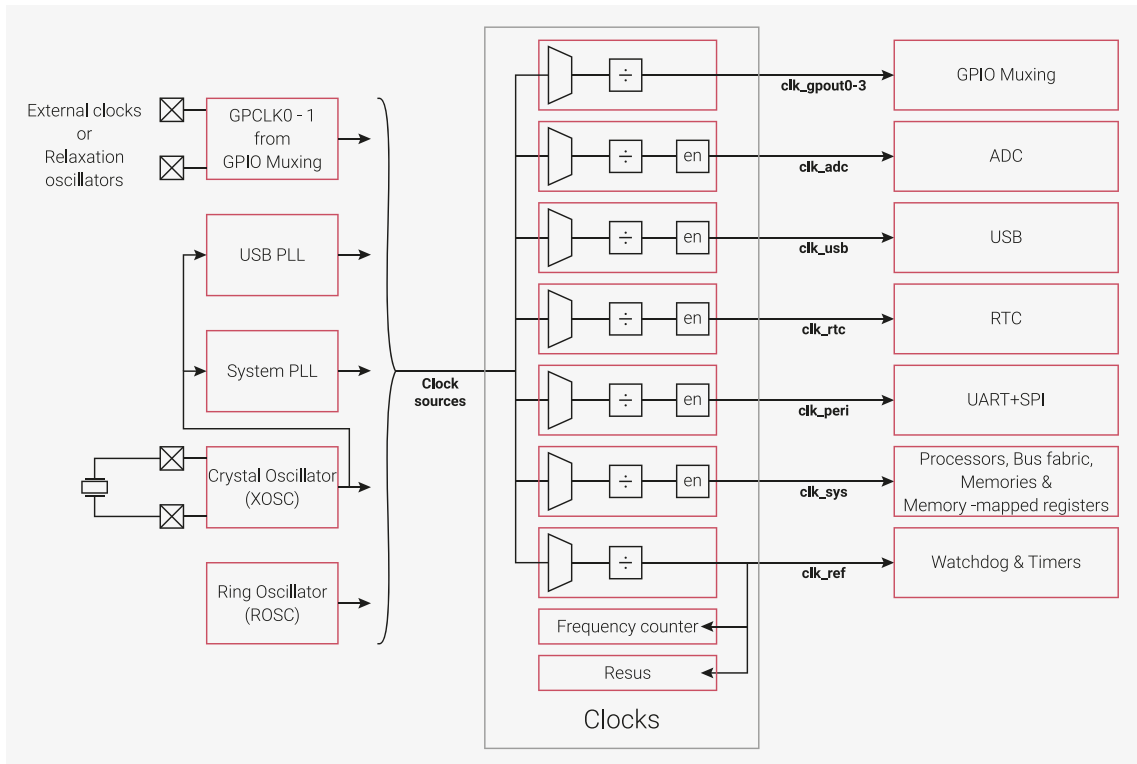 External clocks
or
Relaxation
oscillators
GPCLK0 - 1
from
GPIO Muxing
USB PLL
System PLL
Crystal Oscillator
(XOSC)
Ring Oscillator
(ROSC)
Clock
sources
÷
clk_gpout0-3
GPIO Muxing
÷ en
clk_adc
ADC
÷ en
clk_usb
USB
÷ en
clk_rtc
RTC
÷ en
clk_peri
UART+SPI
÷ en
clk_sys
Processors, Bus fabric,
Memories &
Memory -mapped registers
÷
clk_ref
Watchdog & Timers
Frequency counter
Resus
Clocks